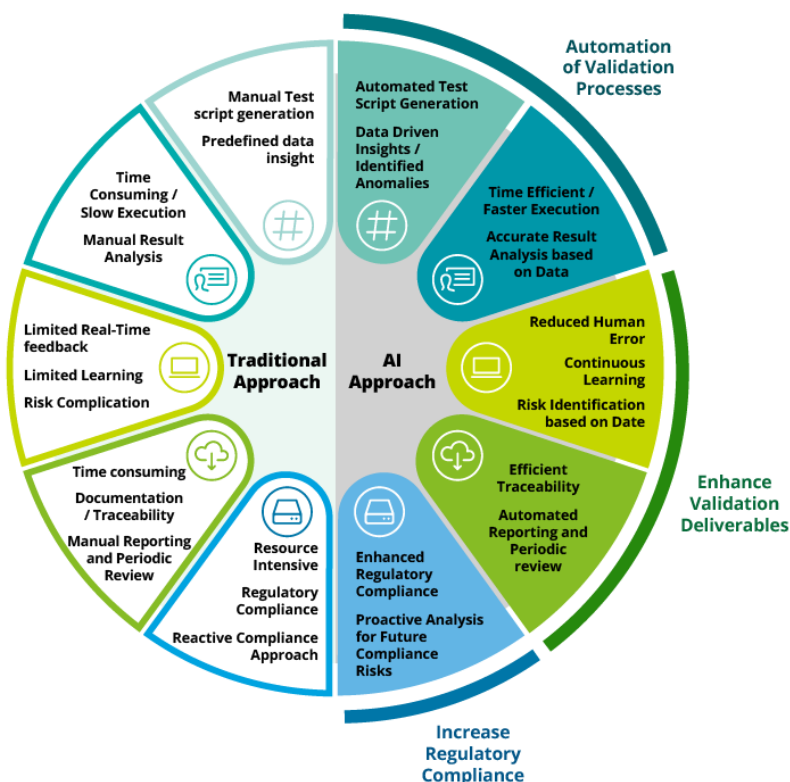 Automation
of Validation
Processes
Manual Test
script generation
Predefined data
insight
Automated Test
Script Generation
Data Driven
Insights /
Identified
Anomalies
Time
Consuming /
Slow Execution
Manual Result
Analysis
Time Efficient /
Faster Execution
Accurate Result
Analysis based
on Data
Limited Real-Time
feedback
Limited Learning
Risk Complication
Traditional
Approach
AI
Approach
Reduced Human
Error
Continuous
Learning
Risk Identification
based on Date
Time consuming
Documentation
/ Traceability
Manual Reporting
and Periodic
Review
Efficient
Traceability
Automated
Reporting and
Periodic
review
Enhance
Validation
Deliverables
Resource
Intensive
Regulatory
Compliance
Reactive Compliance
Approach
Enhanced
Regulatory
Compliance
Proactive Analysis
for Future
Compliance
Risks
Increase
Regulatory
Compliance